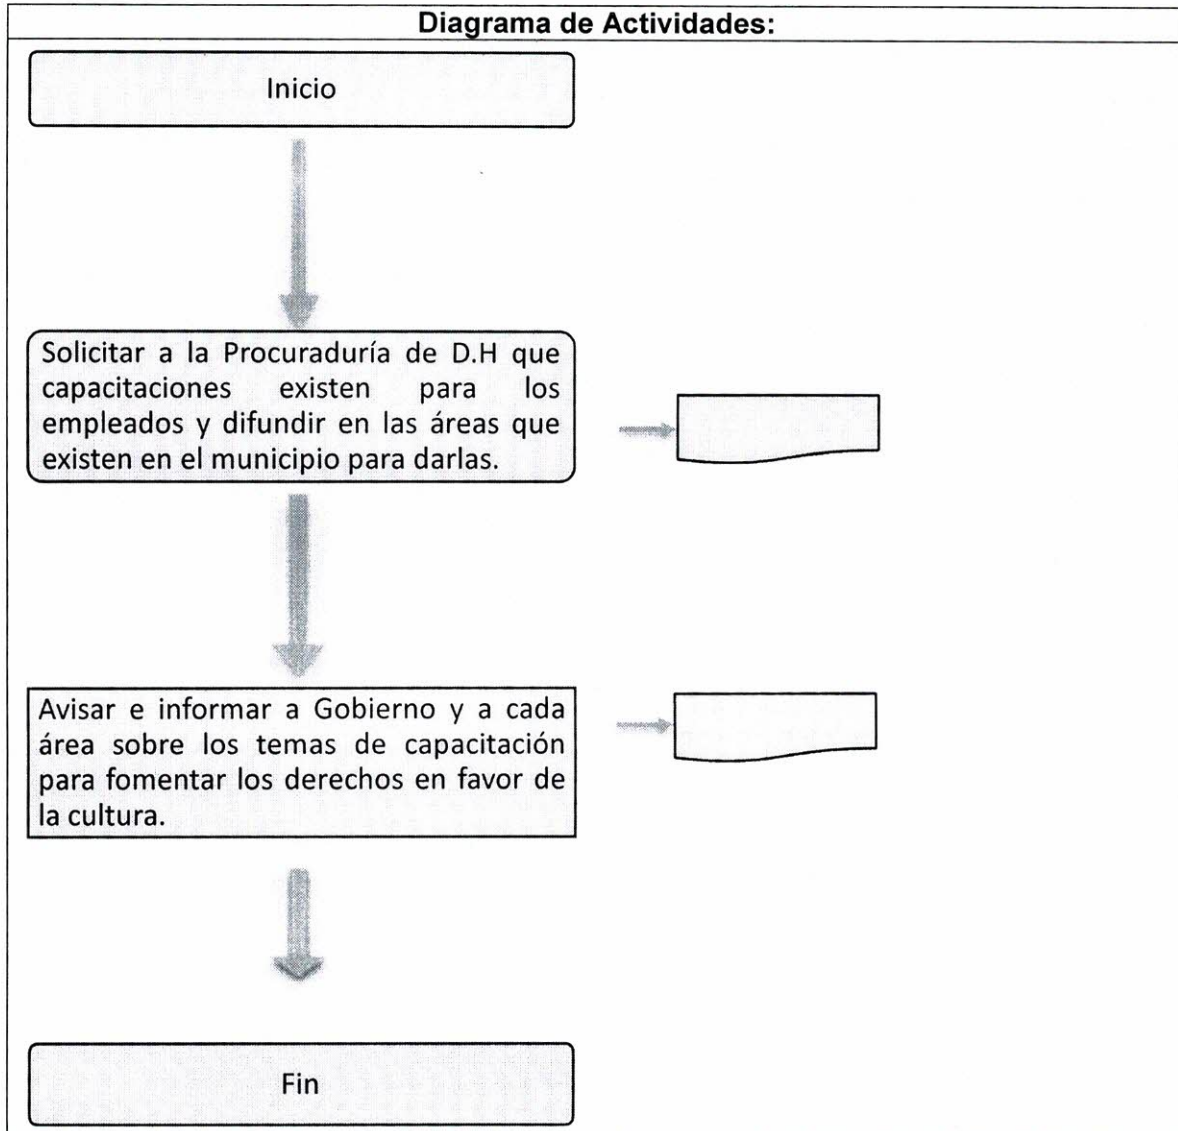 Diagrama de Actividades:
Inicio
Solicitar a la Procuraduría de D.H que
capacitaciones existen para los
empleados y difundir en las áreas que
existen en el municipio para darlas.
Avisar e informar a Gobierno y a cada
área sobre los temas de capacitación
para fomentar los derechos en favor de
la cultura.
Fin